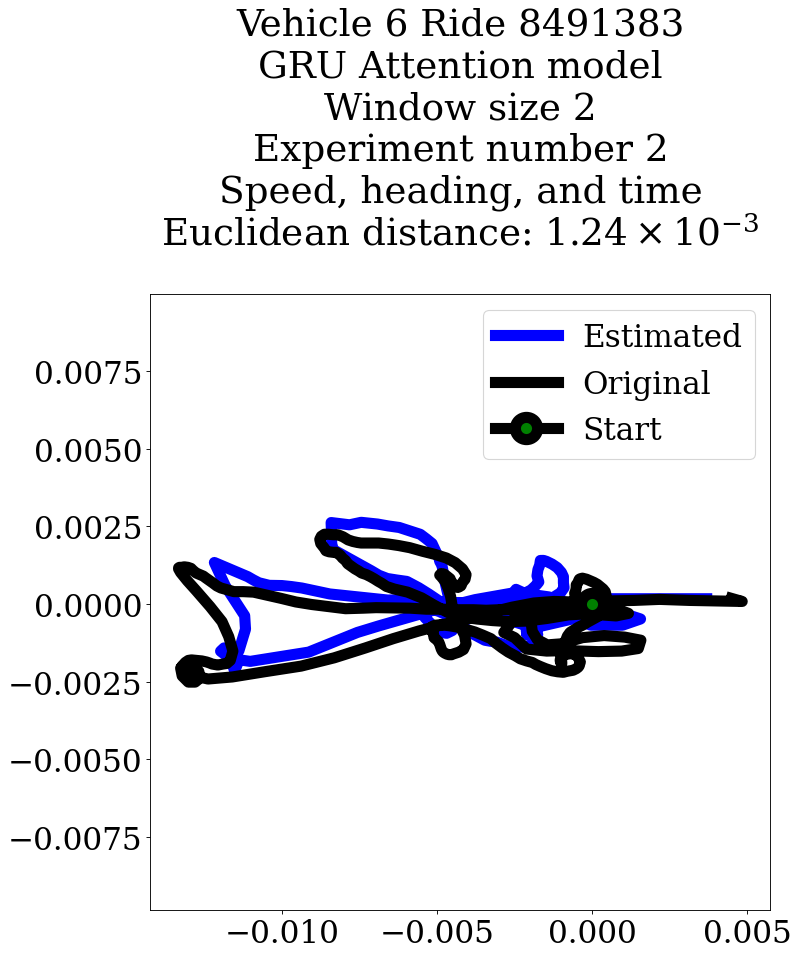 Vehicle 6 Ride 8491383
GRU Attention model
Window size 2
Experiment number 2
Speed, heading, and time
Euclidean distance: 1.24 × 10⁻³
Estimated
Original
Start
0.0075
0.0050
0.0025
0.0000
−0.0025
−0.0050
−0.0075
−0.010
−0.005
0.000
0.005